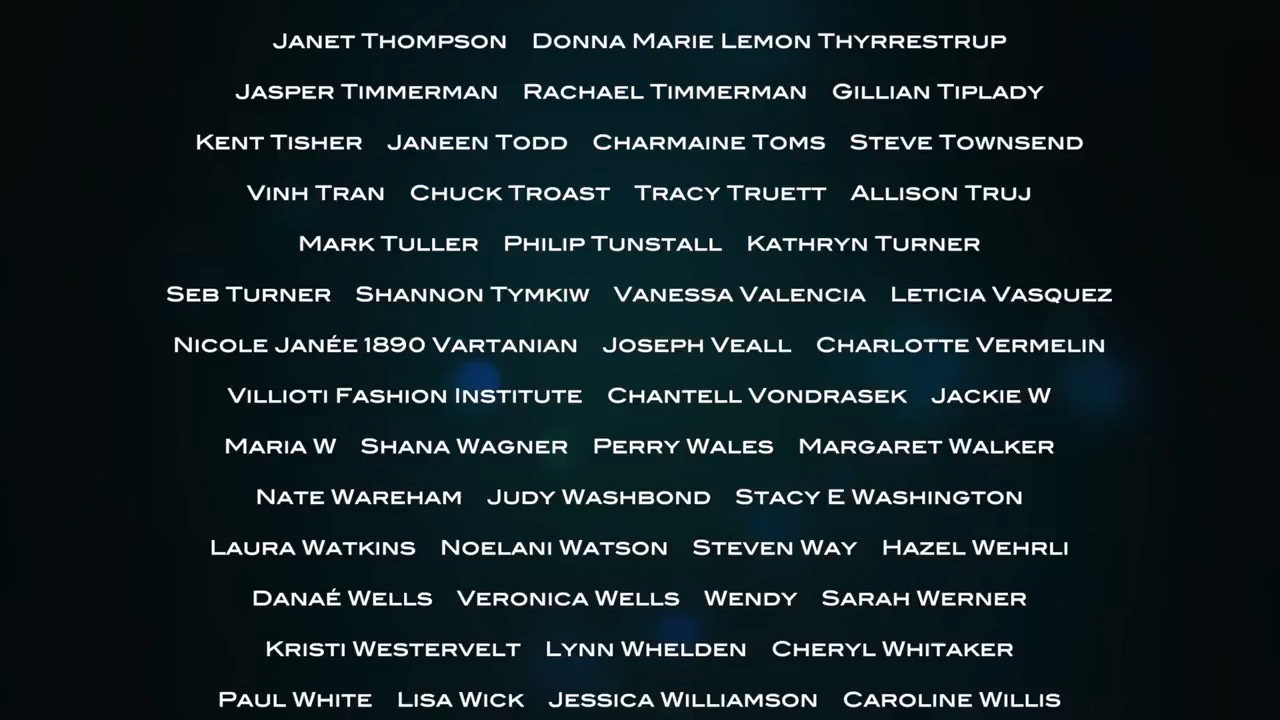 Janet Thompson Donna Marie Lemon Thyrrestrup
Jasper Timmerman Rachael Timmerman Gillian Tiplady
Kent Tisher Janeen Todd Charmaine Toms Steve Townsend
Vinh Tran Chuck Troast Tracy Truett Allison Truj
Mark Tuller Philip Tunstall Kathryn Turner
Seb Turner Shannon Tymkiw Vanessa Valencia Leticia Vasquez
Nicole Janée 1890 Vartanian Joseph Veall Charlotte Vermelin
Villioti Fashion Institute Chantell Vondrasek Jackie W
Maria W Shana Wagner Perry Wales Margaret Walker
Nate Wareham Judy Washbond Stacy E Washington
Laura Watkins Noelani Watson Steven Way Hazel Wehrli
Danaé Wells Veronica Wells Wendy Sarah Werner
Kristi Westervelt Lynn Whelden Cheryl Whitaker
Paul White Lisa Wick Jessica Williamson Caroline Willis